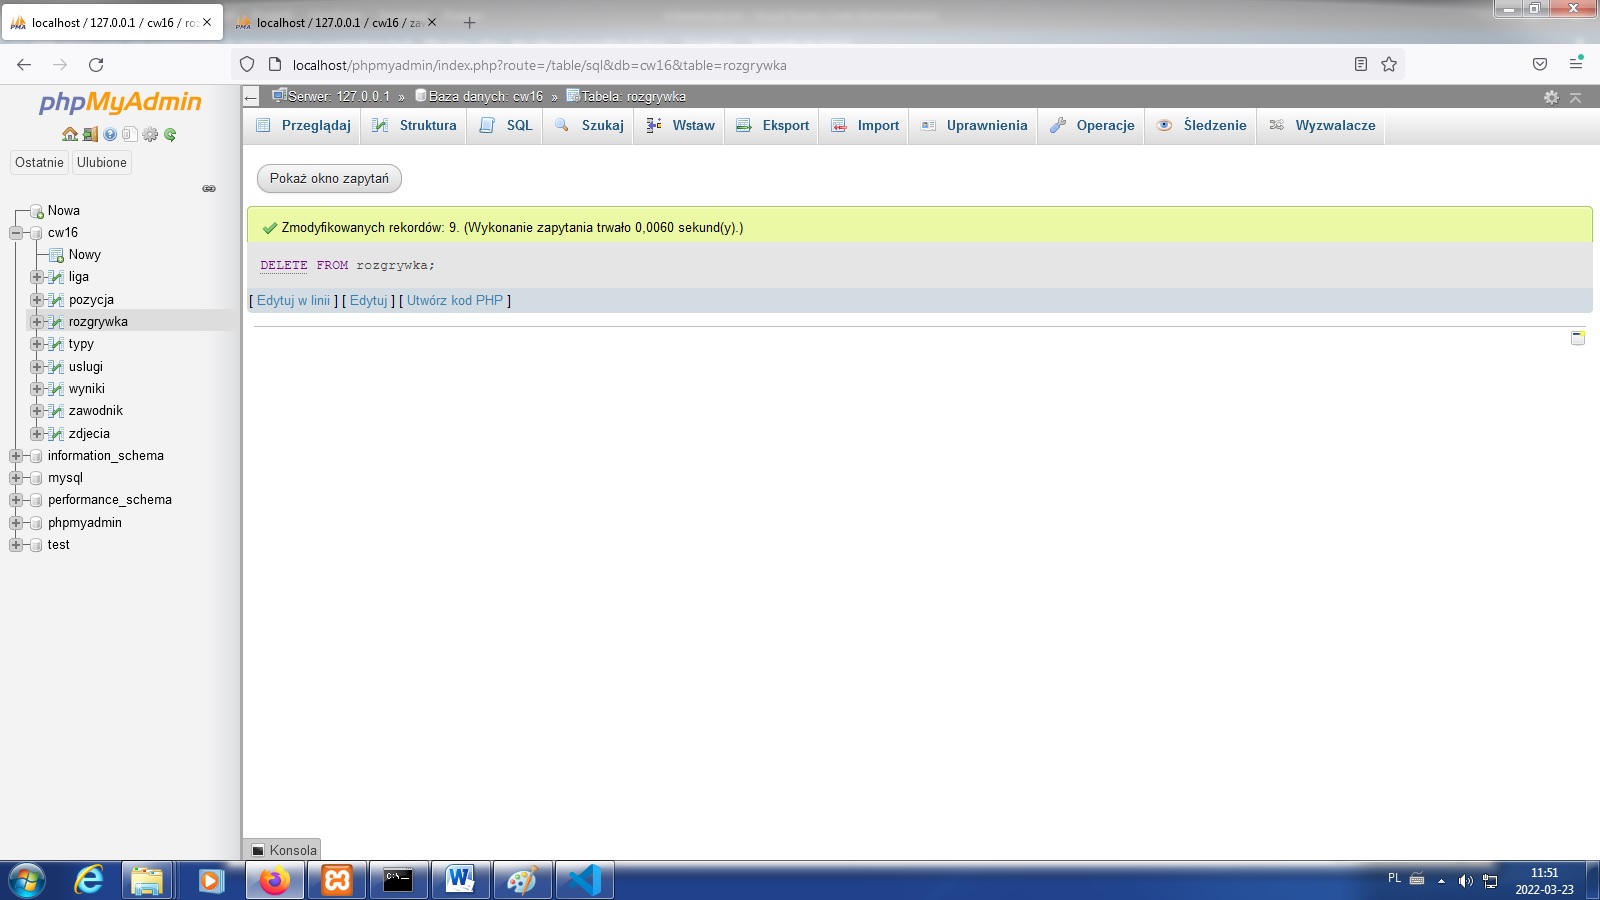 localhost / 127.0.0.1 / cw16 / ro
localhost / 127.0.0.1 / cw16 / za
localhost/phpmyadmin/index.php?route=/table/sql&db=cw16&table=rozgrywka
phpMyAdmin
Serwer: 127.0.0.1 » Baza danych: cw16 » Tabela: rozgrywka
Przeglądaj Struktura SQL Szukaj Wstaw Eksport Import Uprawnienia Operacje Śledzenie Wyzwalacze
Ostatnie Ulubione
Nowa
cw16
Nowy
liga
pozycja
rozgrywka
typy
uslugi
wyniki
zawodnik
zdjecia
information_schema
mysql
performance_schema
phpmyadmin
test
Pokaż okno zapytań
Zmodyfikowanych rekordów: 9. (Wykonanie zapytania trwało 0,0060 sekund(y).)
DELETE FROM rozgrywka;
[ Edytuj w linii ] [ Edytuj ] [ Utwórz kod PHP ]
Konsola
PL
11:51
2022-03-23